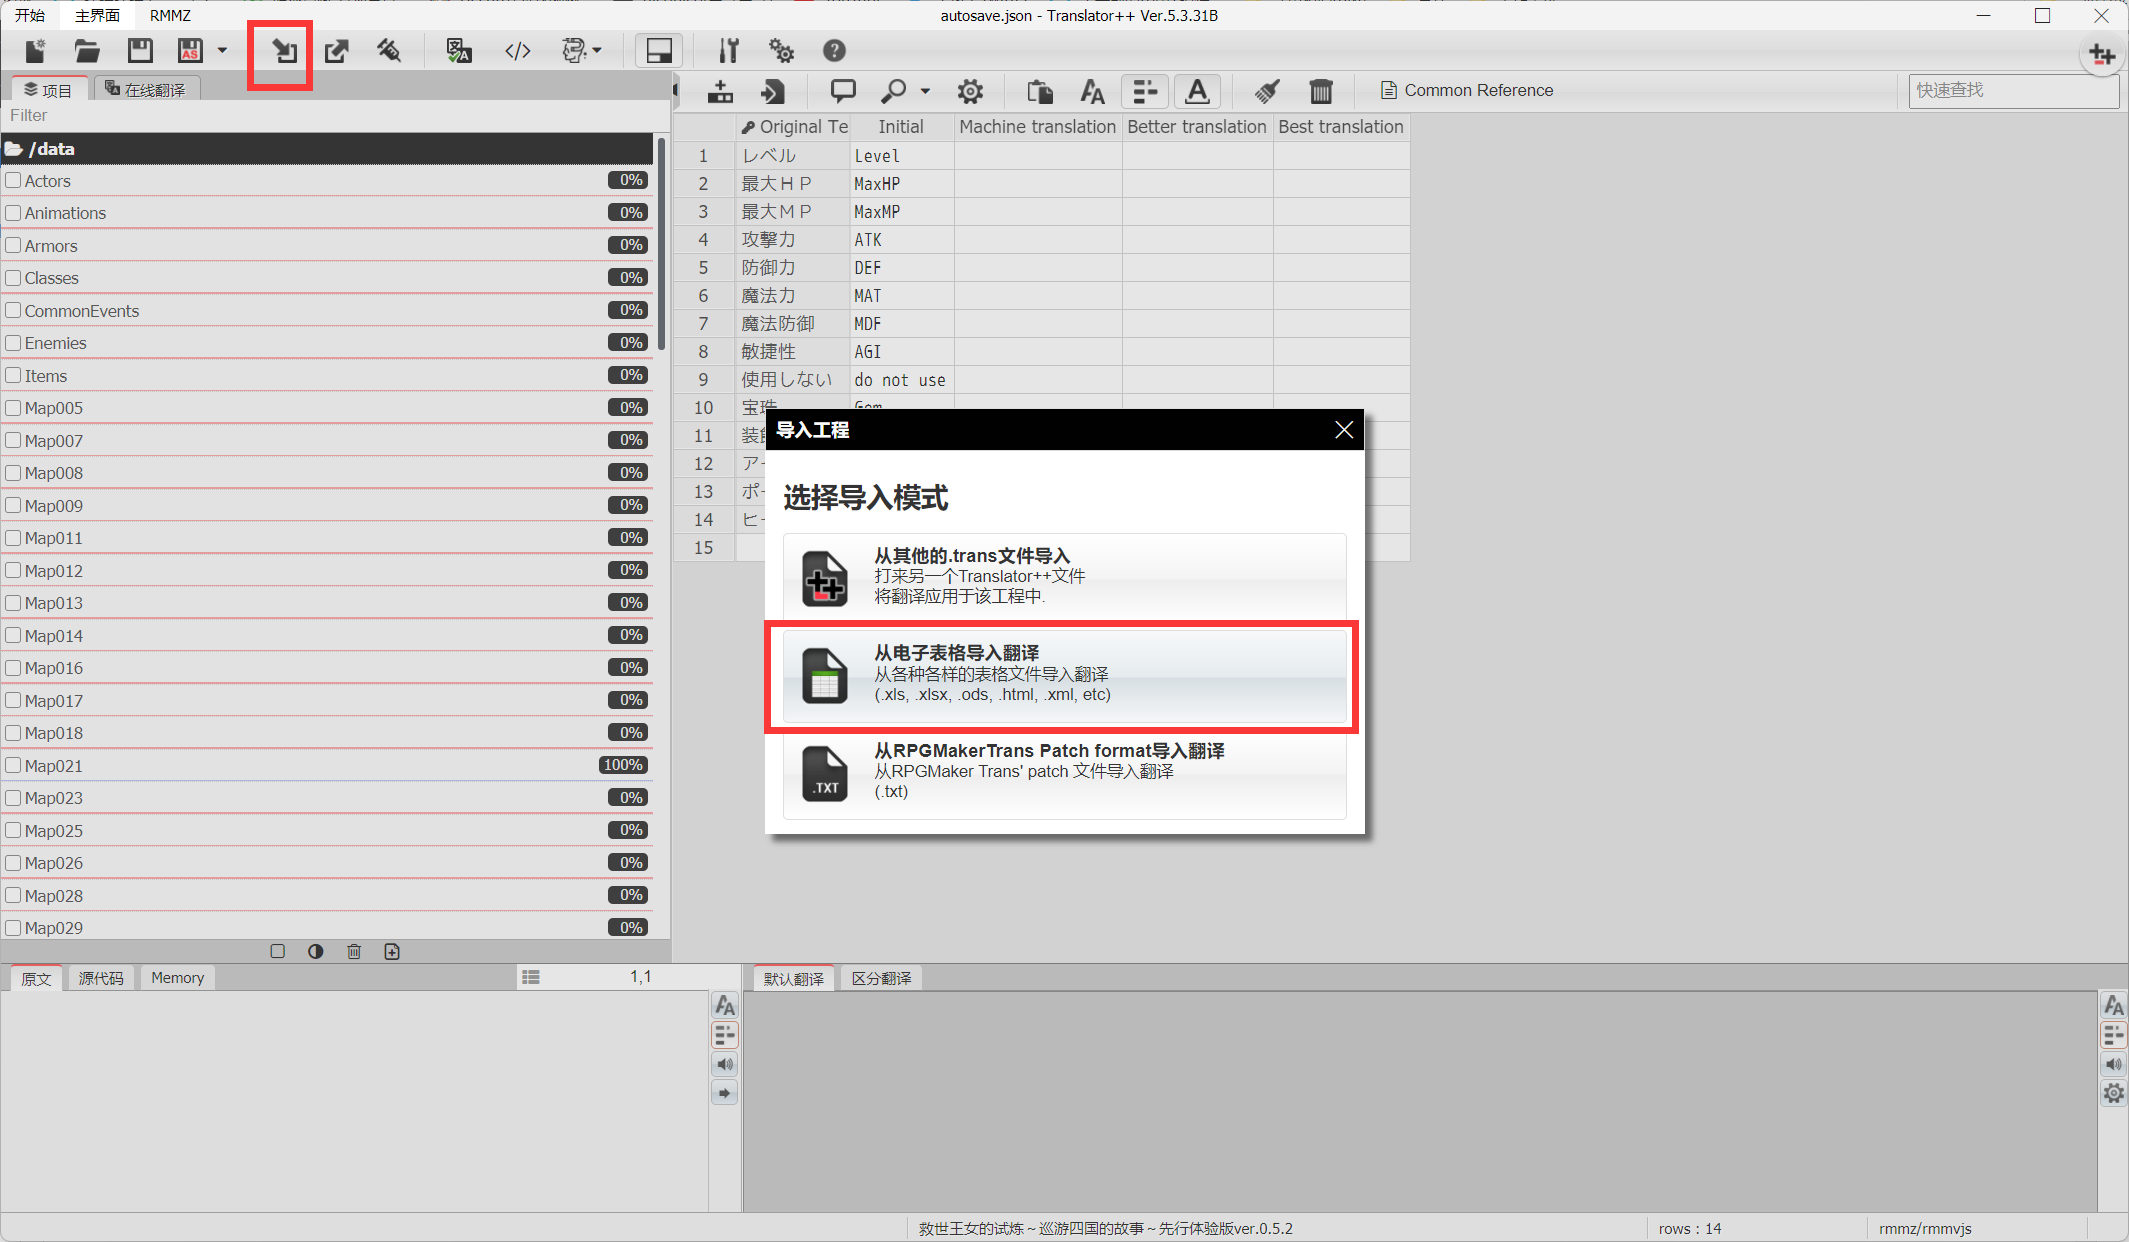 开始 主界面 RMMZ autosave.json - Translator++ Ver.5.3.31B
AS
项目 在线翻译
Common Reference 快速查找
Filter
/data
Actors 0%
Animations 0%
Armors 0%
Classes 0%
CommonEvents 0%
Enemies 0%
Items 0%
Map005 0%
Map007 0%
Map008 0%
Map009 0%
Map011 0%
Map012 0%
Map013 0%
Map014 0%
Map016 0%
Map017 0%
Map018 0%
Map021 100%
Map023 0%
Map025 0%
Map026 0%
Map028 0%
Map029 0%
Original Te Initial Machine translation Better translation Best translation
1 レベル Level
2 最大ＨＰ MaxHP
3 最大ＭＰ MaxMP
4 攻撃力 ATK
5 防御力 DEF
6 魔法力 MAT
7 魔法防御 MDF
8 敏捷性 AGI
9 使用しない do not use
10 宝珠 Gem
11 装
12 ア
13 ポ
14 ヒ
15
导入工程
选择导入模式
从其他的.trans文件导入
打来另一个Translator++文件
将翻译应用于该工程中.
从电子表格导入翻译
从各种各样的表格文件导入翻译
(.xls, .xlsx, .ods, .html, .xml, etc)
.TXT
从RPGMakerTrans Patch format导入翻译
从RPGMaker Trans' patch 文件导入翻译
(.txt)
原文 源代码 Memory 1,1
默认翻译 区分翻译
救世王女的试炼～巡游四国的故事～先行体验版ver.0.5.2 rows : 14 rmmz/rmmvjs